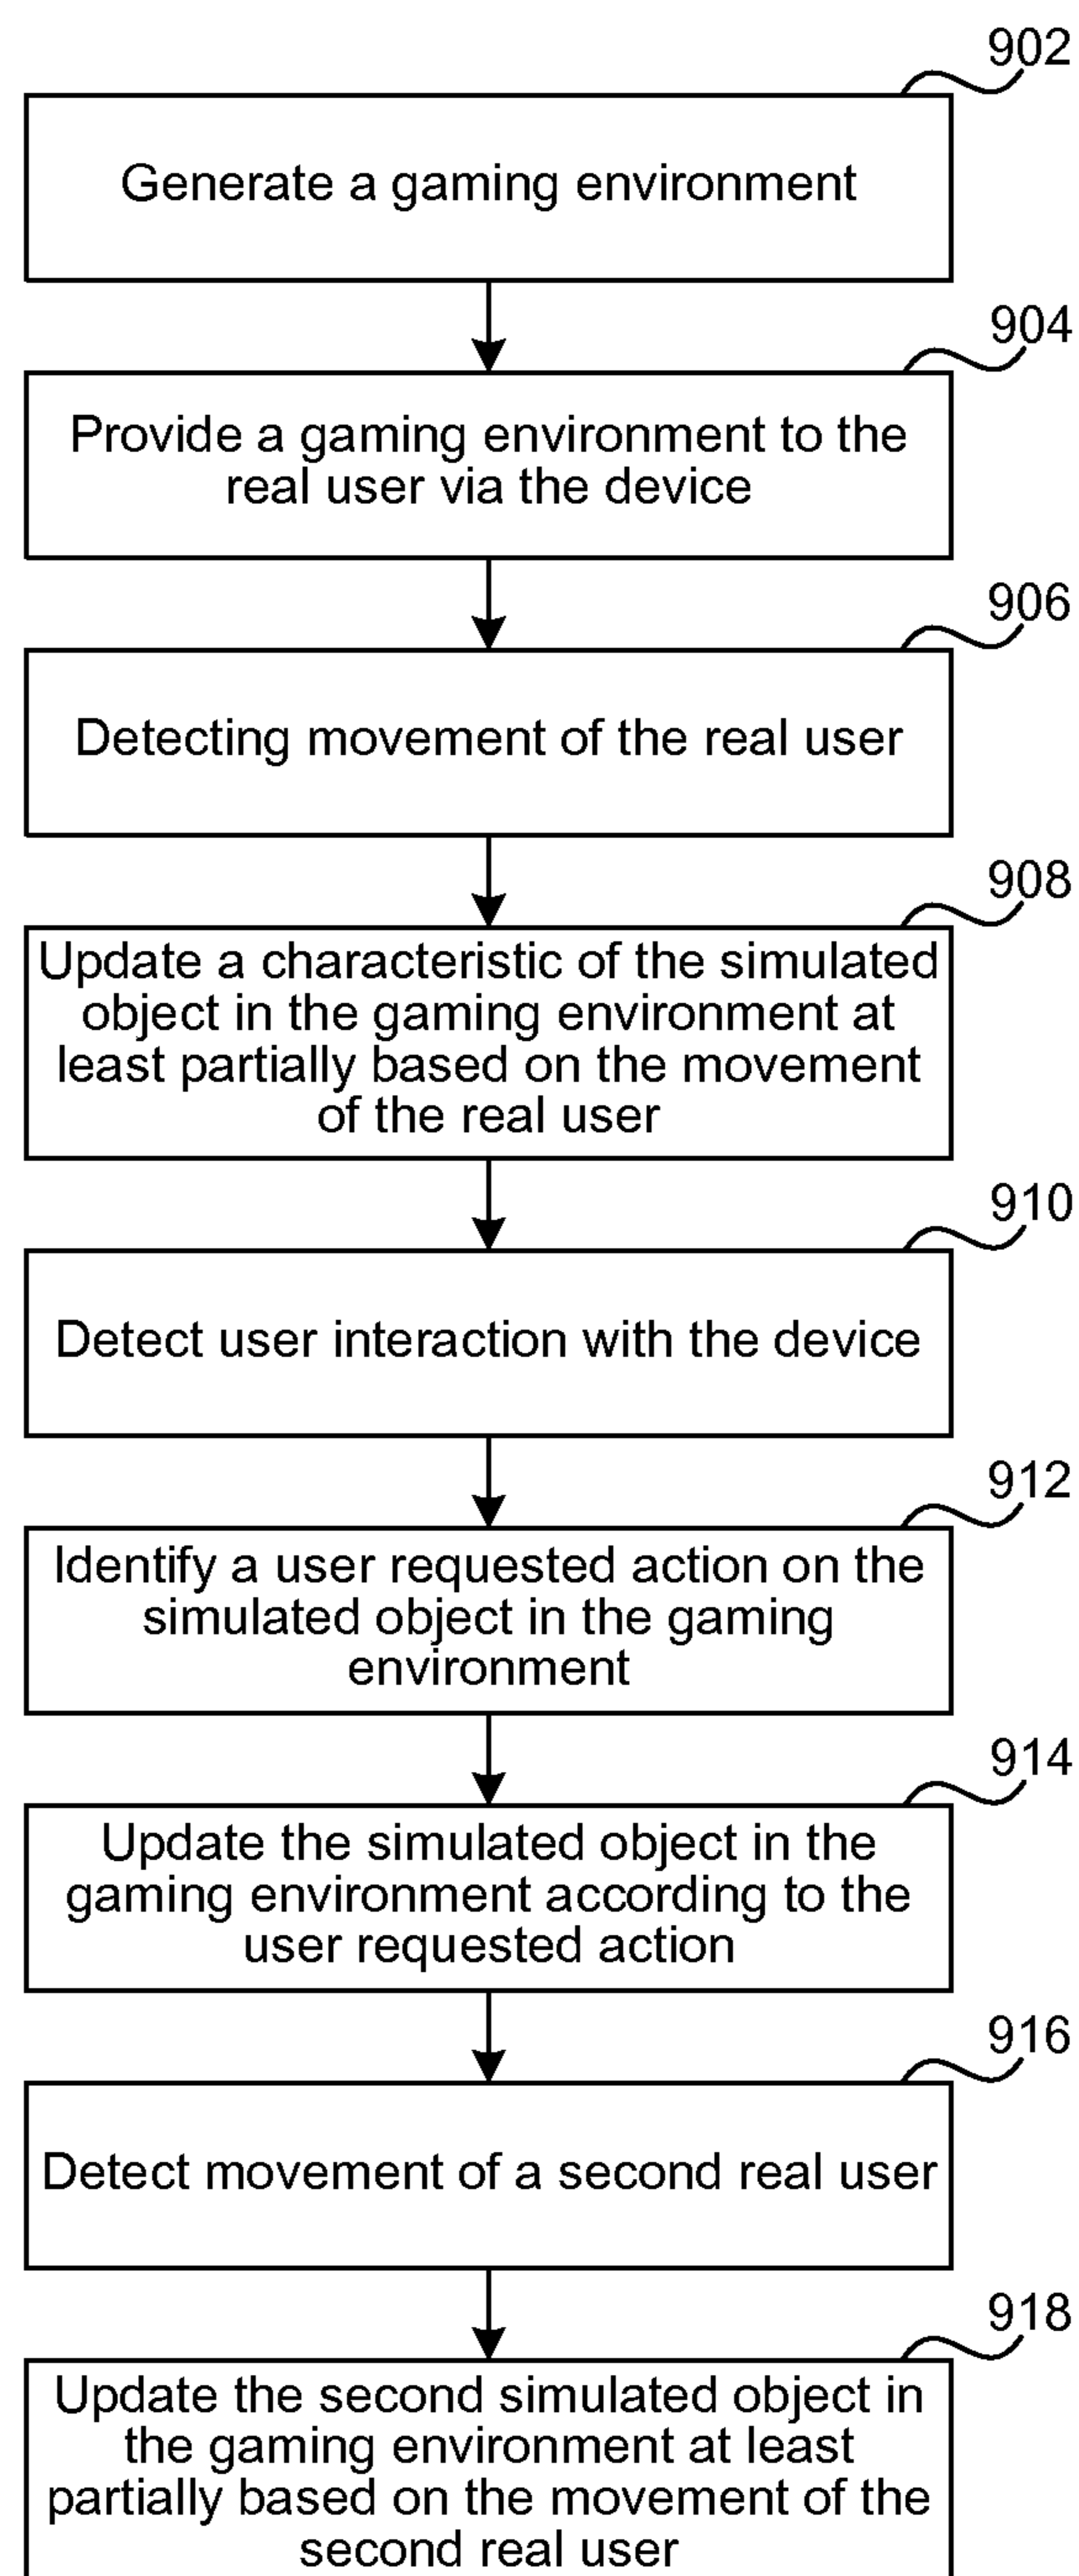 902
Generate a gaming environment
904
Provide a gaming environment to the
real user via the device
906
Detecting movement of the real user
908
Update a characteristic of the simulated
object in the gaming environment at
least partially based on the movement
of the real user
910
Detect user interaction with the device
912
Identify a user requested action on the
simulated object in the gaming
environment
914
Update the simulated object in the
gaming environment according to the
user requested action
916
Detect movement of a second real user
918
Update the second simulated object in
the gaming environment at least
partially based on the movement of the
second real user